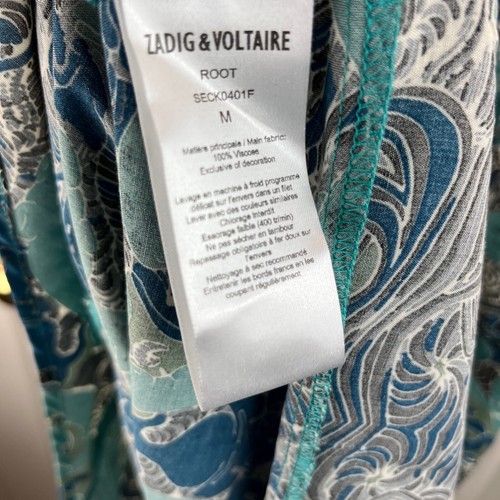 ZADIG & VOLTAIRE
ROOT
SECK0401F
M
Matière principale / Main fabric:
100% Viscose
Exclusive of decoration
Lavage en machine à froid programme
délicat sur l'envers dans un filet
Laver avec des couleurs similaires
Chlorage interdit
Essorage faible (400 tr/min)
Ne pas sécher en tambour
Repassage obligatoire à fer doux sur
l'envers
Nettoyage à sec recommandé
Entretenir les bords francs en les
coupant régulièrement